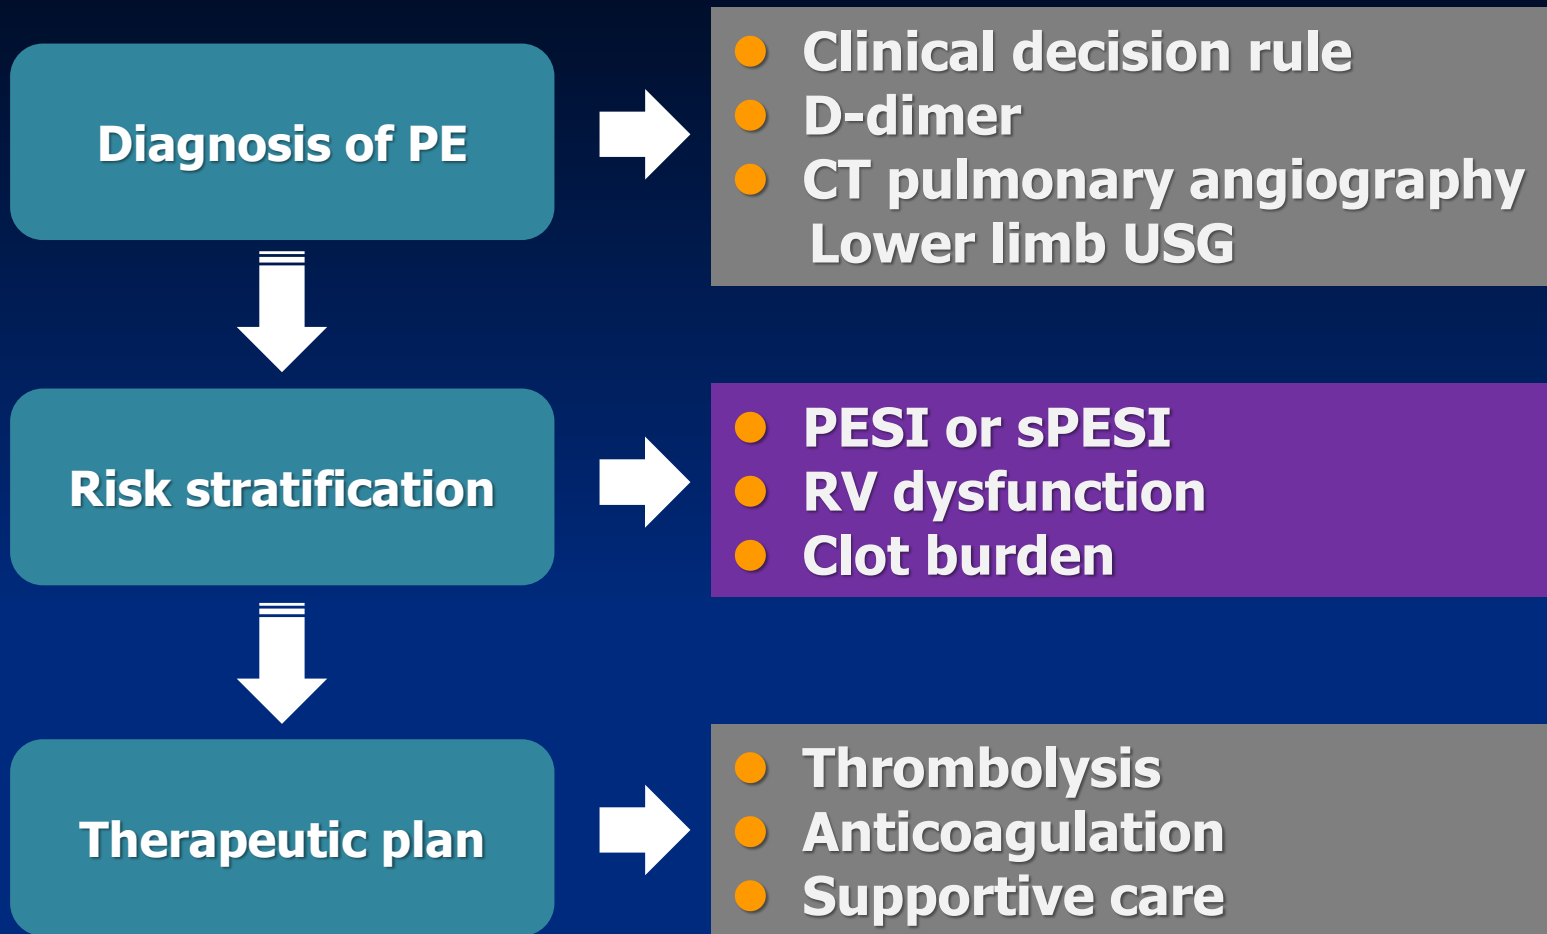 Diagnosis of PE
● Clinical decision rule
● D-dimer
● CT pulmonary angiography
Lower limb USG
Risk stratification
● PESI or sPESI
● RV dysfunction
● Clot burden
Therapeutic plan
● Thrombolysis
● Anticoagulation
● Supportive care